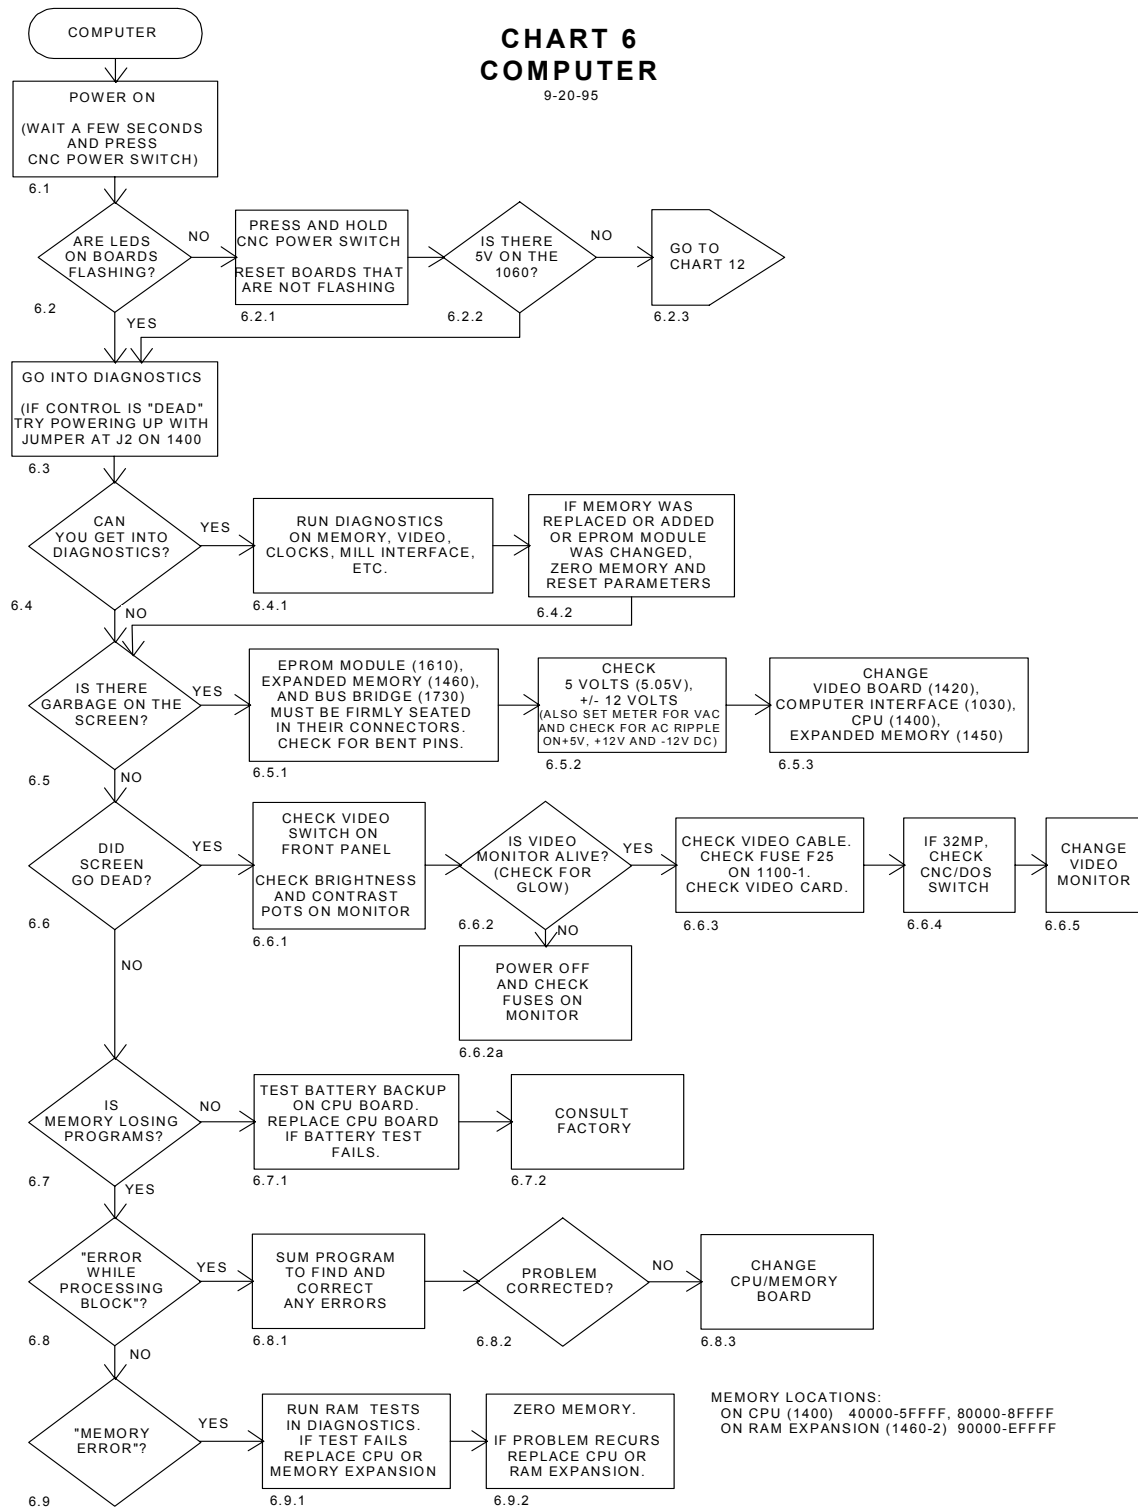 COMPUTER
CHART 6
COMPUTER
9-20-95
POWER ON
(WAIT A FEW SECONDS
AND PRESS
CNC POWER SWITCH)
6.1
ARE LEDS
ON BOARDS
FLASHING?
NO
6.2
YES
PRESS AND HOLD
CNC POWER SWITCH
RESET BOARDS THAT
ARE NOT FLASHING
6.2.1
IS THERE
5V ON THE
1060?
NO
6.2.2
GO TO
CHART 12
6.2.3
GO INTO DIAGNOSTICS
(IF CONTROL IS "DEAD"
TRY POWERING UP WITH
JUMPER AT J2 ON 1400
6.3
CAN
YOU GET INTO
DIAGNOSTICS?
YES
6.4
NO
RUN DIAGNOSTICS
ON MEMORY, VIDEO,
CLOCKS, MILL INTERFACE,
ETC.
6.4.1
IF MEMORY WAS
REPLACED OR ADDED
OR EPROM MODULE
WAS CHANGED,
ZERO MEMORY AND
RESET PARAMETERS
6.4.2
IS THERE
GARBAGE ON THE
SCREEN?
YES
6.5
NO
EPROM MODULE (1610),
EXPANDED MEMORY (1460),
AND BUS BRIDGE (1730)
MUST BE FIRMLY SEATED
IN THEIR CONNECTORS.
CHECK FOR BENT PINS.
6.5.1
CHECK
5 VOLTS (5.05V),
+/- 12 VOLTS
(ALSO SET METER FOR VAC
AND CHECK FOR AC RIPPLE
ON+5V, +12V AND -12V DC)
6.5.2
CHANGE
VIDEO BOARD (1420),
COMPUTER INTERFACE (1030),
CPU (1400),
EXPANDED MEMORY (1450)
6.5.3
DID
SCREEN
GO DEAD?
YES
6.6
NO
CHECK VIDEO
SWITCH ON
FRONT PANEL
CHECK BRIGHTNESS
AND CONTRAST
POTS ON MONITOR
6.6.1
IS VIDEO
MONITOR ALIVE?
(CHECK FOR
GLOW)
YES
6.6.2
NO
CHECK VIDEO CABLE.
CHECK FUSE F25
ON 1100-1.
CHECK VIDEO CARD.
6.6.3
IF 32MP,
CHECK
CNC/DOS
SWITCH
6.6.4
CHANGE
VIDEO
MONITOR
6.6.5
POWER OFF
AND CHECK
FUSES ON
MONITOR
6.6.2a
IS
MEMORY LOSING
PROGRAMS?
NO
6.7
YES
TEST BATTERY BACKUP
ON CPU BOARD.
REPLACE CPU BOARD
IF BATTERY TEST
FAILS.
6.7.1
CONSULT
FACTORY
6.7.2
"ERROR
WHILE
PROCESSING
BLOCK"?
YES
6.8
NO
SUM PROGRAM
TO FIND AND
CORRECT
ANY ERRORS
6.8.1
PROBLEM
CORRECTED?
NO
6.8.2
CHANGE
CPU/MEMORY
BOARD
6.8.3
"MEMORY
ERROR"?
YES
6.9
RUN RAM TESTS
IN DIAGNOSTICS.
IF TEST FAILS
REPLACE CPU OR
MEMORY EXPANSION
6.9.1
ZERO MEMORY.
IF PROBLEM RECURS
REPLACE CPU OR
RAM EXPANSION.
6.9.2
MEMORY LOCATIONS:
ON CPU (1400) 40000-5FFFF, 80000-8FFFF
ON RAM EXPANSION (1460-2) 90000-EFFFF